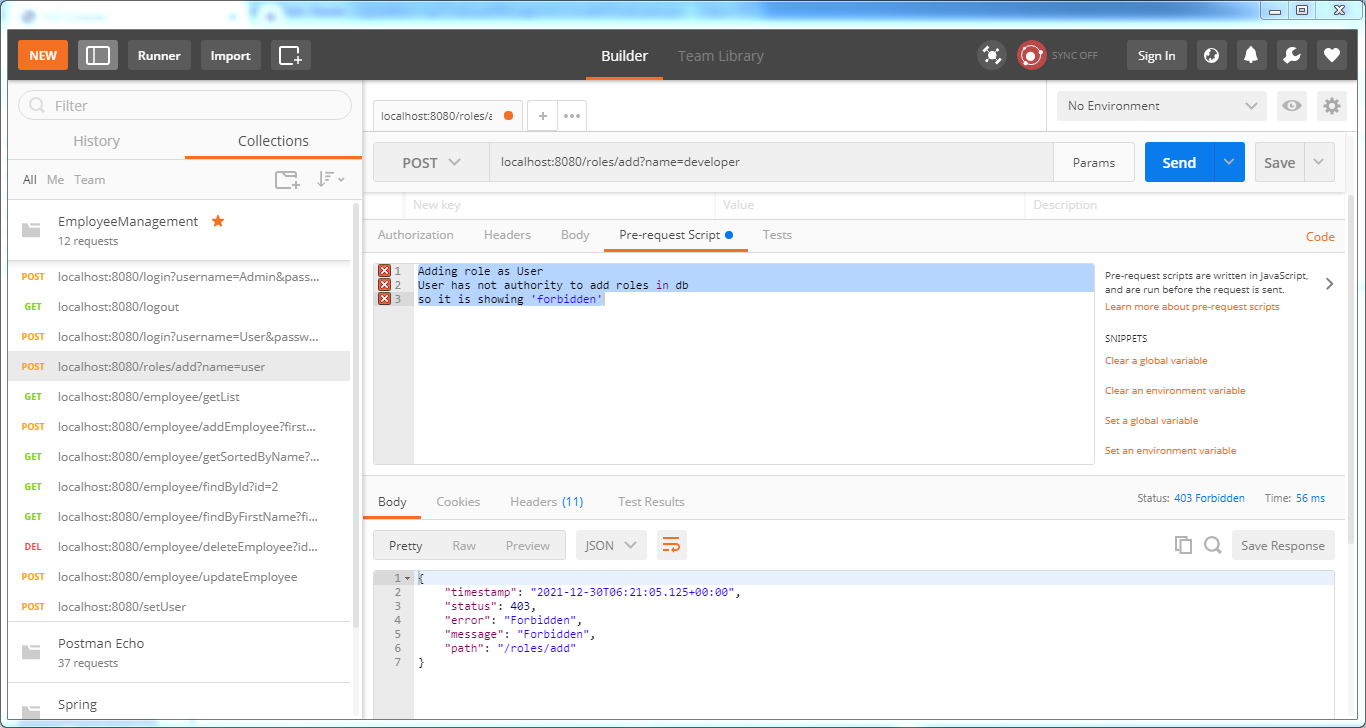 NEW
Runner
Import
Builder
Team Library
SYNC OFF
Sign In
Filter
History
Collections
All Me Team
EmployeeManagement
12 requests
POST localhost:8080/login?username=Admin&pass...
GET localhost:8080/logout
POST localhost:8080/login?username=User&passw...
POST localhost:8080/roles/add?name=user
GET localhost:8080/employee/getList
POST localhost:8080/employee/addEmployee?first...
GET localhost:8080/employee/getSortedByName?...
GET localhost:8080/employee/findById?id=2
GET localhost:8080/employee/findByFirstName?fi...
DEL localhost:8080/employee/deleteEmployee?id...
POST localhost:8080/employee/updateEmployee
POST localhost:8080/setUser
Postman Echo
37 requests
Spring
localhost:8080/roles/a
No Environment
POST
localhost:8080/roles/add?name=developer
Params
Send
Save
New key
Value
Description
Authorization
Headers
Body
Pre-request Script
Tests
Code
1 Adding role as User
2 User has not authority to add roles in db
3 so it is showing 'forbidden'
Pre-request scripts are written in JavaScript,
and are run before the request is sent.
Learn more about pre-request scripts
SNIPPETS
Clear a global variable
Clear an environment variable
Set a global variable
Set an environment variable
Body
Cookies
Headers (11)
Test Results
Status: 403 Forbidden
Time: 56 ms
Pretty
Raw
Preview
JSON
Save Response
1 {
2 "timestamp": "2021-12-30T06:21:05.125+00:00",
3 "status": 403,
4 "error": "Forbidden",
5 "message": "Forbidden",
6 "path": "/roles/add"
7 }